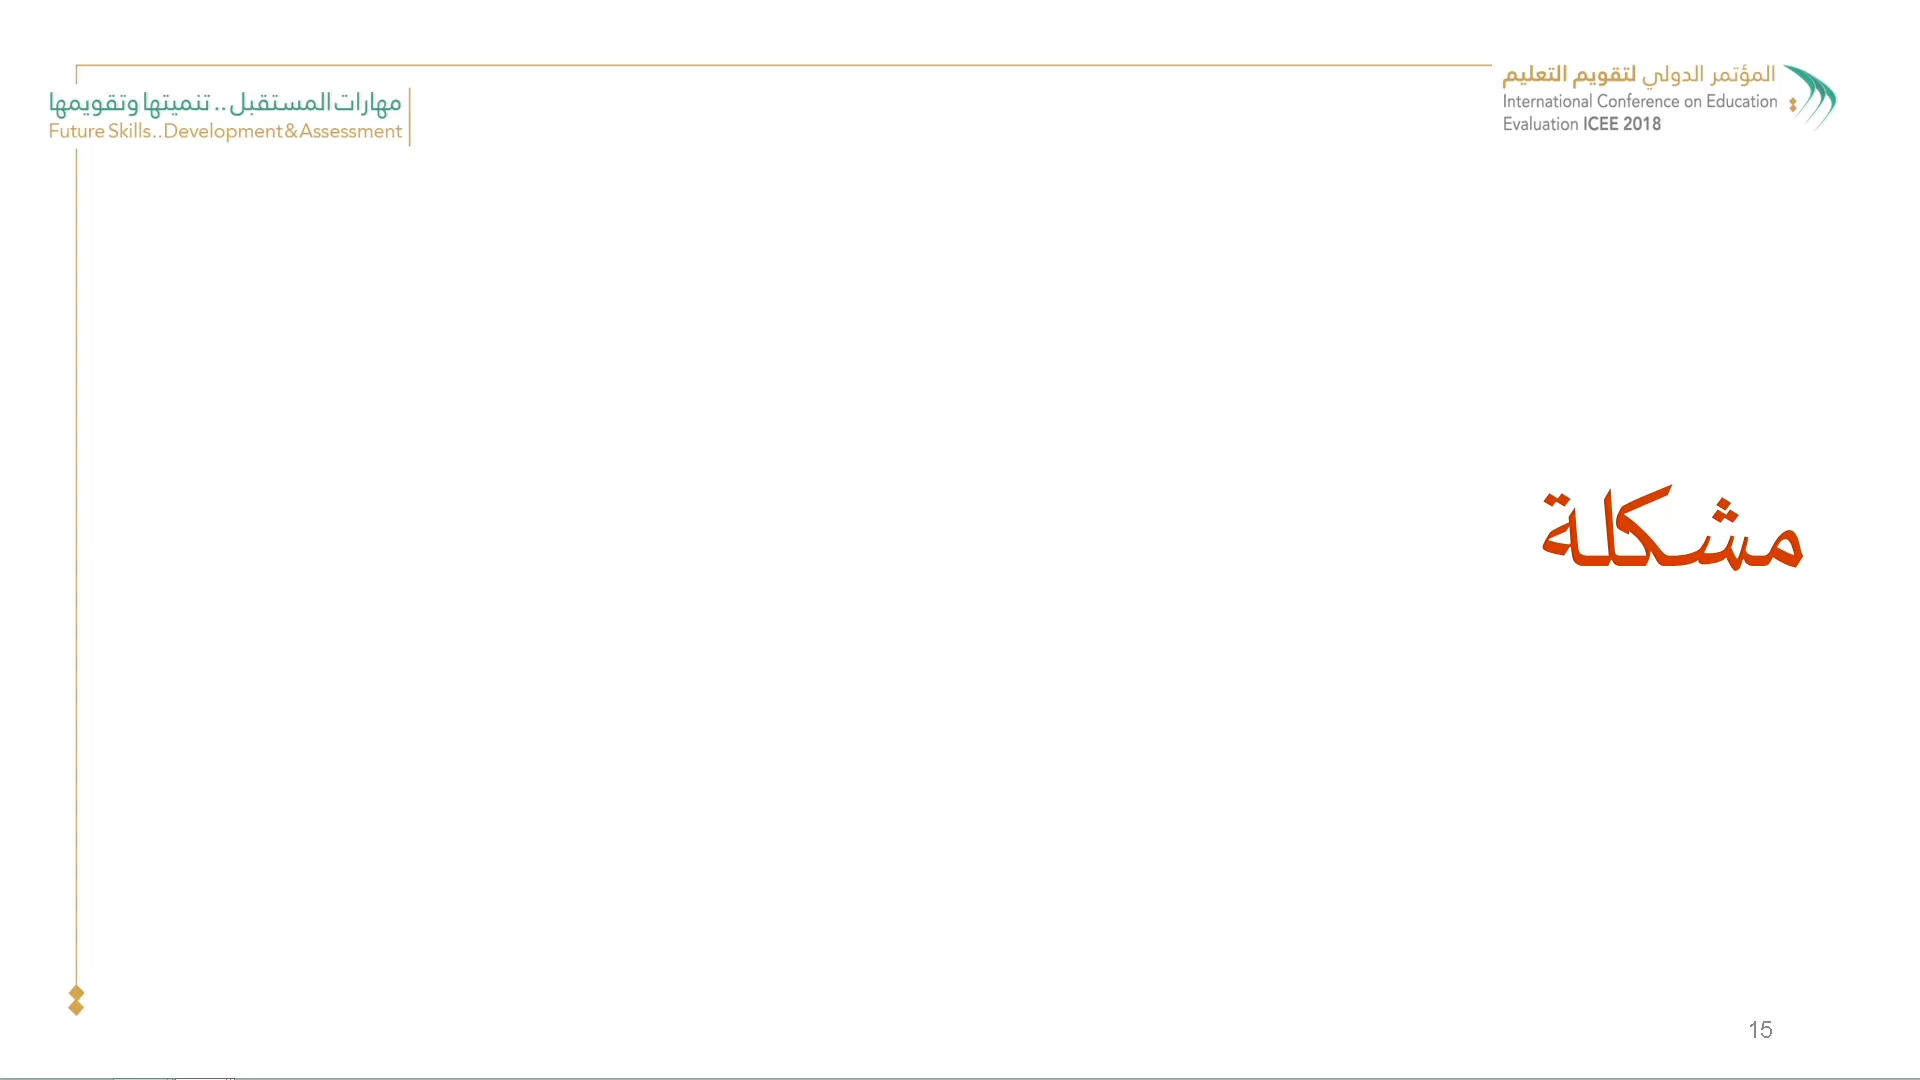 مهارات المستقبل .. تنميتها وتقويمها
Future Skills..Development&Assessment
المؤتمر الدولي لتقويم التعليم
International Conference on Education
Evaluation ICEE 2018
مشكلة
15